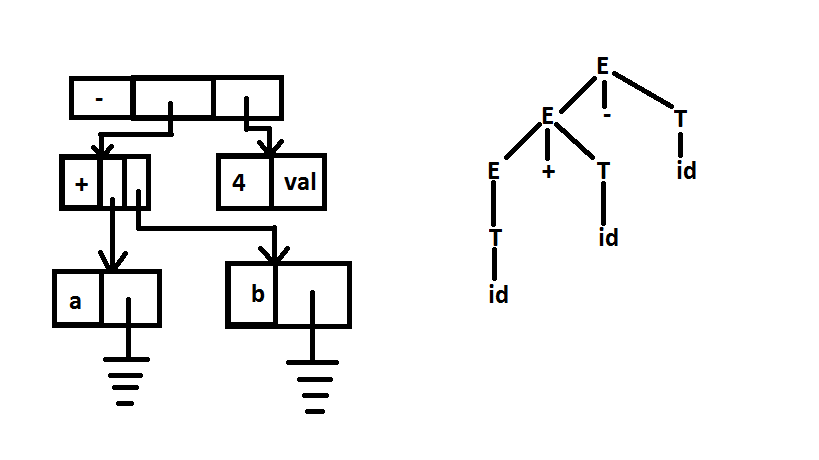 -
+
4 val
a
b
E
E - T
E + T id
T id
id